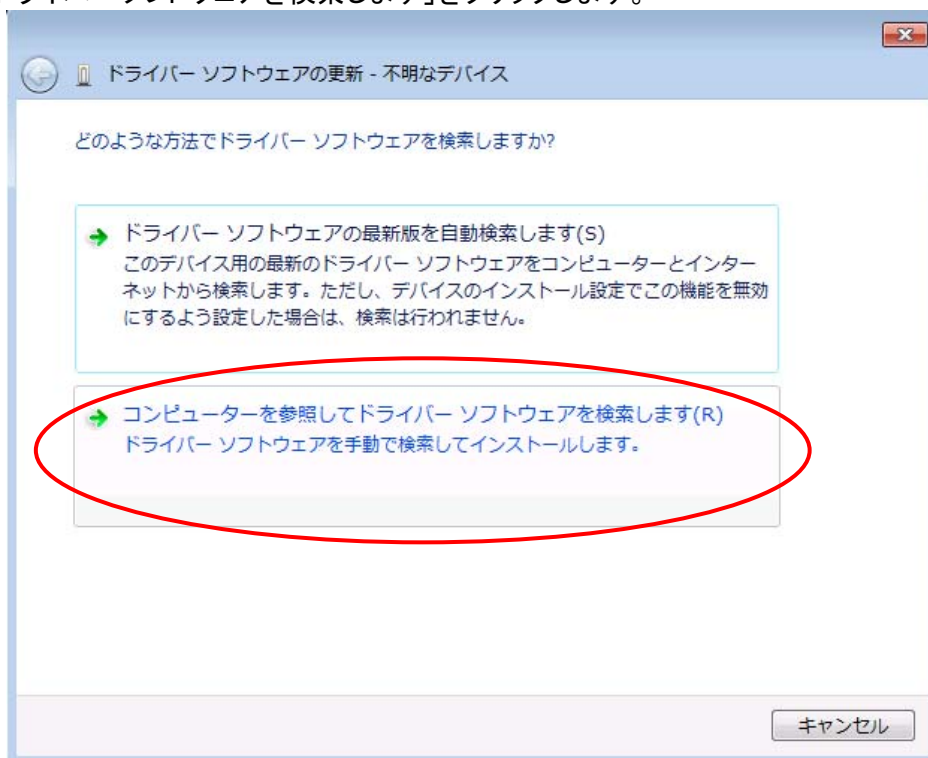 ライバー ソフトウェアを検索します」をクリックします。
ドライバー ソフトウェアの更新 - 不明なデバイス
どのような方法でドライバー ソフトウェアを検索しますか?
ドライバー ソフトウェアの最新版を自動検索します(S)
このデバイス用の最新のドライバー ソフトウェアをコンピューターとインター
ネットから検索します。ただし、デバイスのインストール設定でこの機能を無効
にするよう設定した場合は、検索は行われません。
コンピューターを参照してドライバー ソフトウェアを検索します(R)
ドライバー ソフトウェアを手動で検索してインストールします。
キャンセル